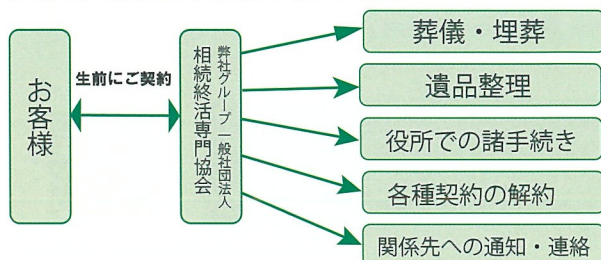 お客様
生前にご契約
弊社グループ 一般社団法人
相続終活専門協会
葬儀・埋葬
遺品整理
役所での諸手続き
各種契約の解約
関係先への通知・連絡